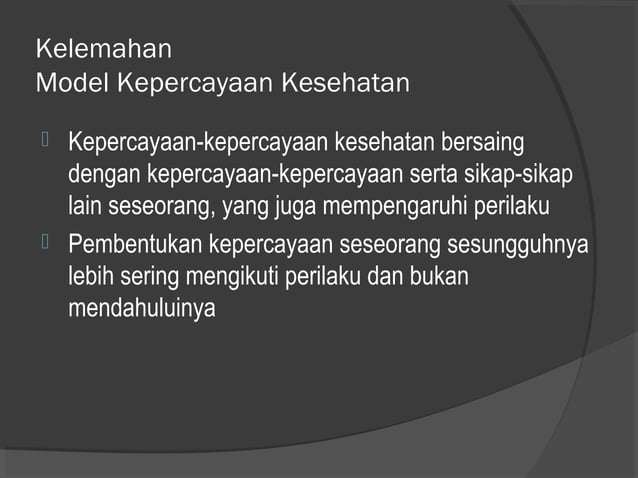 Kelemahan
Model Kepercayaan Kesehatan
Kepercayaan-kepercayaan kesehatan bersaing
dengan kepercayaan-kepercayaan serta sikap-sikap
lain seseorang, yang juga mempengaruhi perilaku
Pembentukan kepercayaan seseorang sesungguhnya
lebih sering mengikuti perilaku dan bukan
mendahuluinya